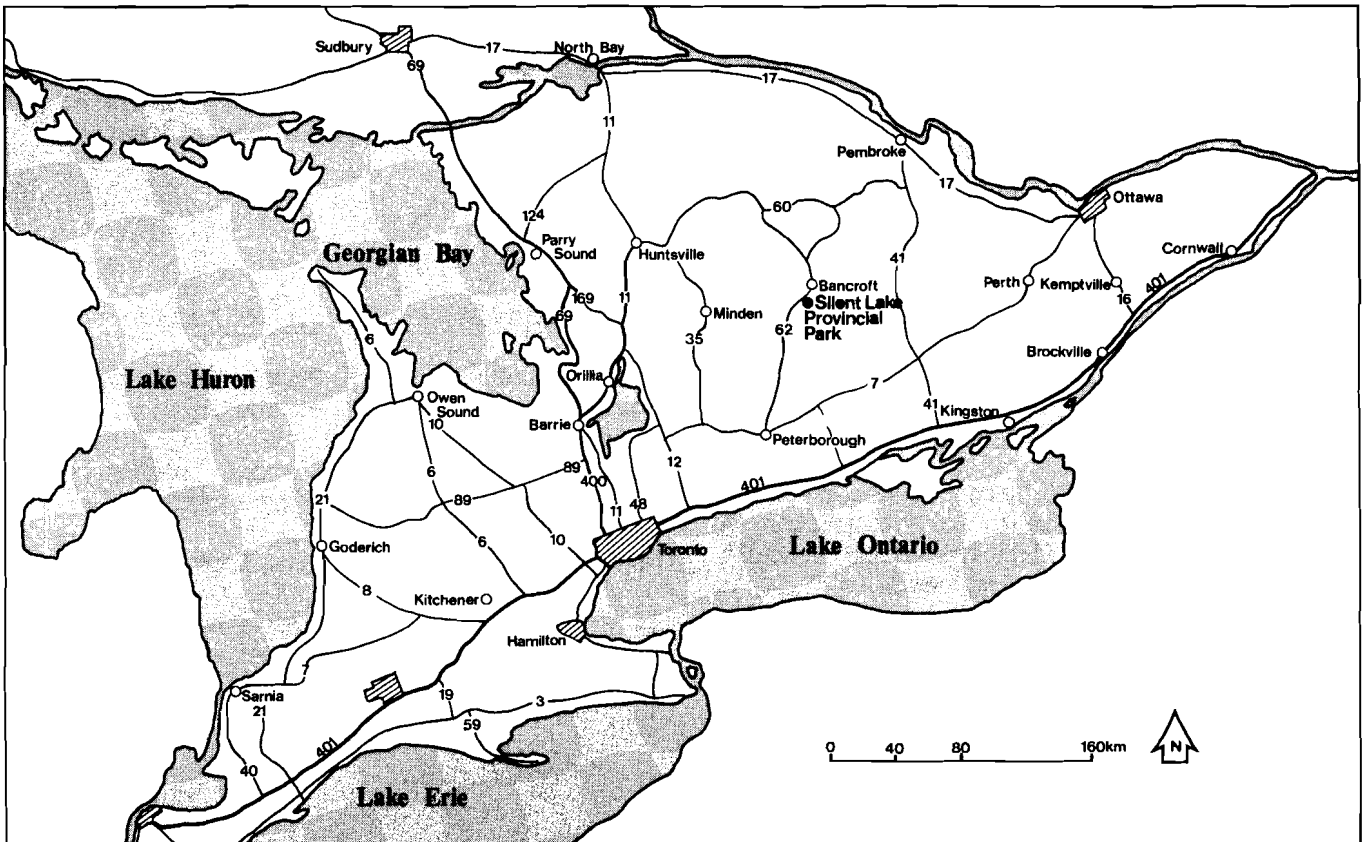 Sudbury
17
North Bay
69
17
11
Pembroke
17
Ottawa
60
124
Parry
Sound
Huntsville
Georgian Bay
41
Cornwall
401
Bancroft
Perth
Kemptville
16
169
69
11
Silent Lake
Provincial
Park
Minden
62
6
35
Brockville
Lake Huron
Orillia
7
Owen
Sound
10
41
Kingston
Barrie
Peterborough
6
89
12
400
401
21
89
11
48
Goderich
6
10
Toronto
Lake Ontario
8
Kitchener
Hamilton
7
Sarnia
21
19
3
59
401
0 40 80 160km
N
40
Lake Erie